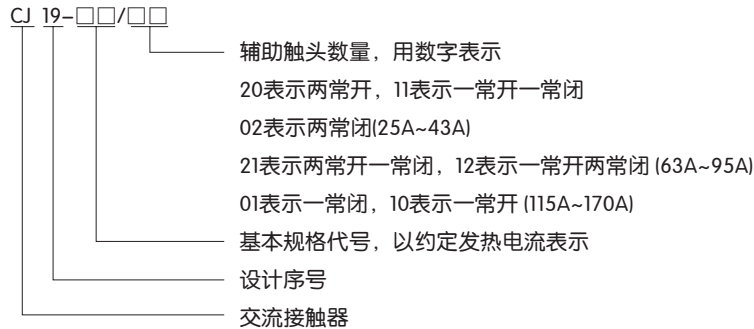 CJ 19-□□/□□
辅助触头数量，用数字表示
20表示两常开，11表示一常开一常闭
02表示两常闭(25A~43A)
21表示两常开一常闭，12表示一常开两常闭 (63A~95A)
01表示一常闭，10表示一常开 (115A~170A)
基本规格代号，以约定发热电流表示
设计序号
交流接触器